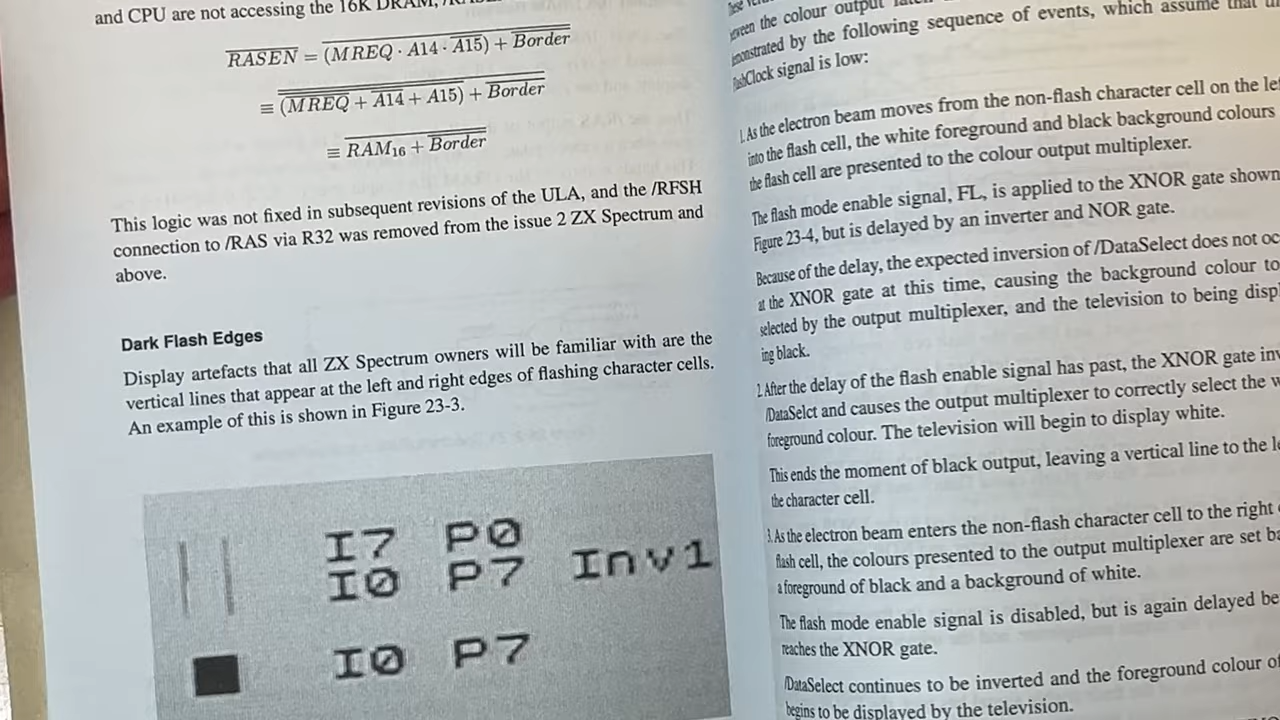 and CPU are not accessing the 16K DRAM,
RASEN = (MREQ · A14 · A15) + Border
≡ (MREQ + A14 + A15) + Border
≡ RAM16 + Border
This logic was not fixed in subsequent revisions of the ULA, and the /RFSH
connection to /RAS via R32 was removed from the issue 2 ZX Spectrum and
above.
Dark Flash Edges
Display artefacts that all ZX Spectrum owners will be familiar with are the
vertical lines that appear at the left and right edges of flashing character cells.
An example of this is shown in Figure 23-3.
I7 P0
I0 P7 Inv1
I0 P7
the colour output
by the following sequence of events, which assume that
signal is low:
1. As the electron beam moves from the non-flash character cell on the
into the flash cell, the white foreground and black background colours
the flash cell are presented to the colour output multiplexer.
The flash mode enable signal, FL, is applied to the XNOR gate shown
Figure 23-4, but is delayed by an inverter and NOR gate.
Because of the delay, the expected inversion of /DataSelect does not
at the XNOR gate at this time, causing the background colour to
selected by the output multiplexer, and the television to being
ing black.
2. After the delay of the flash enable signal has past, the XNOR gate
/DataSelct and causes the output multiplexer to correctly select the
foreground colour. The television will begin to display white.
This ends the moment of black output, leaving a vertical line to the
the character cell.
3. As the electron beam enters the non-flash character cell to the right
flash cell, the colours presented to the output multiplexer are set
a foreground of black and a background of white.
The flash mode enable signal is disabled, but is again delayed
reaches the XNOR gate.
/DataSelect continues to be inverted and the foreground colour
begins to be displayed by the television.